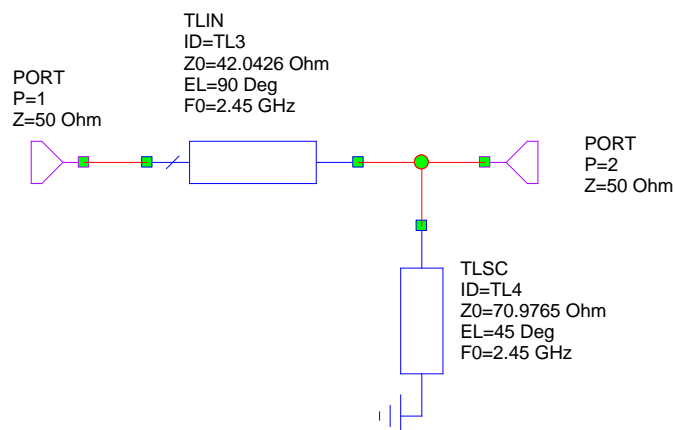 TLIN
ID=TL3
Z0=42.0426 Ohm
EL=90 Deg
F0=2.45 GHz
PORT
P=1
Z=50 Ohm
PORT
P=2
Z=50 Ohm
TLSC
ID=TL4
Z0=70.9765 Ohm
EL=45 Deg
F0=2.45 GHz